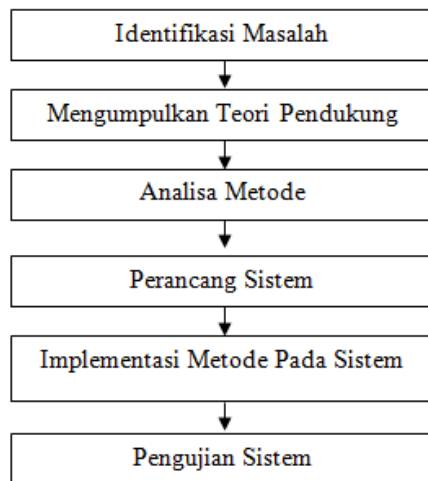 Identifikasi Masalah
Mengumpulkan Teori Pendukung
Analisa Metode
Perancang Sistem
Implementasi Metode Pada Sistem
Pengujian Sistem